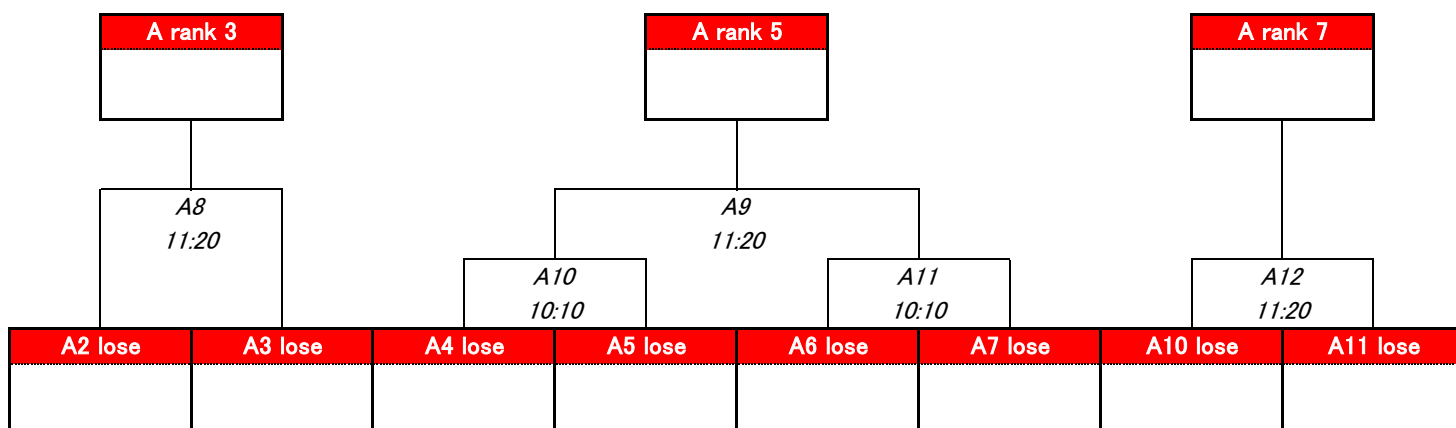 A rank 3
A rank 5
A rank 7
A8
11:20
A9
11:20
A10
10:10
A11
10:10
A12
11:20
A2 lose
A3 lose
A4 lose
A5 lose
A6 lose
A7 lose
A10 lose
A11 lose